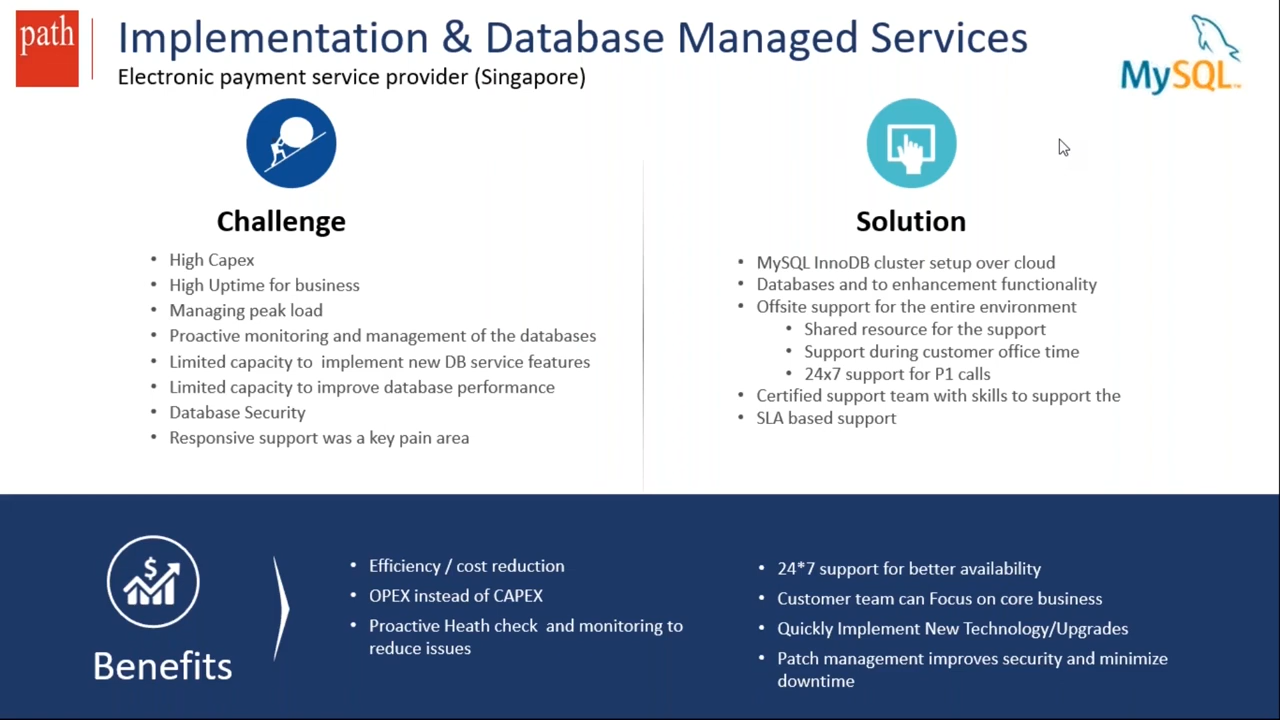 path
Implementation & Database Managed Services
Electronic payment service provider (Singapore)
MySQL™
Challenge
• High Capex
• High Uptime for business
• Managing peak load
• Proactive monitoring and management of the databases
• Limited capacity to  implement new DB service features
• Limited capacity to improve database performance
• Database Security
• Responsive support was a key pain area
Solution
• MySQL InnoDB cluster setup over cloud
• Databases and to enhancement functionality
• Offsite support for the entire environment
• Shared resource for the support
• Support during customer office time
• 24x7 support for P1 calls
• Certified support team with skills to support the
• SLA based support
Benefits
• Efficiency / cost reduction
• OPEX instead of CAPEX
• Proactive Heath check  and monitoring to
reduce issues
• 24*7 support for better availability
• Customer team can Focus on core business
• Quickly Implement New Technology/Upgrades
• Patch management improves security and minimize
downtime